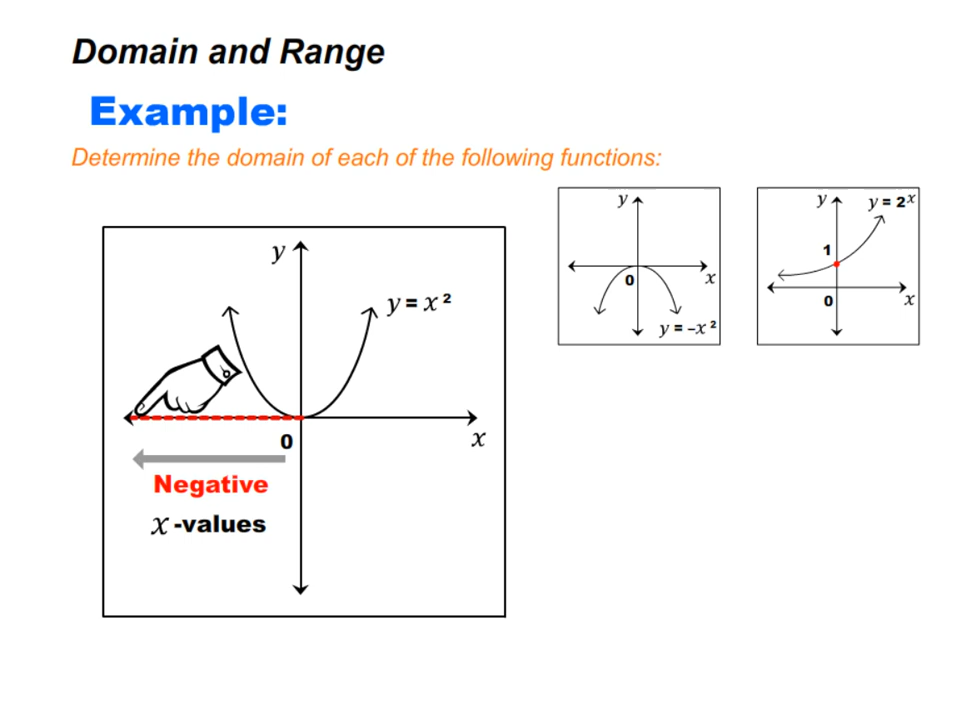 Domain and Range
Example:
Determine the domain of each of the following functions:
y
y = x²
0
x
Negative
x -values
y
0
x
y = –x²
y
y = 2ˣ
1
0
x